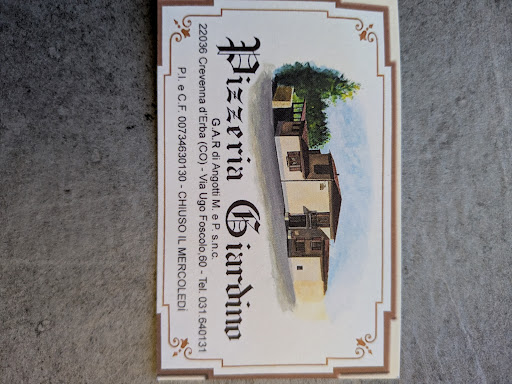 Pizzeria Giardino
G.A.R di Angotti M. e P. s.n.c.
22036 Crevenna d'Erba (CO) - Via Ugo Foscolo,60 - Tel. 031.640131
P.I. e C.F. 00734630130 - CHIUSO IL MERCOLEDÌ